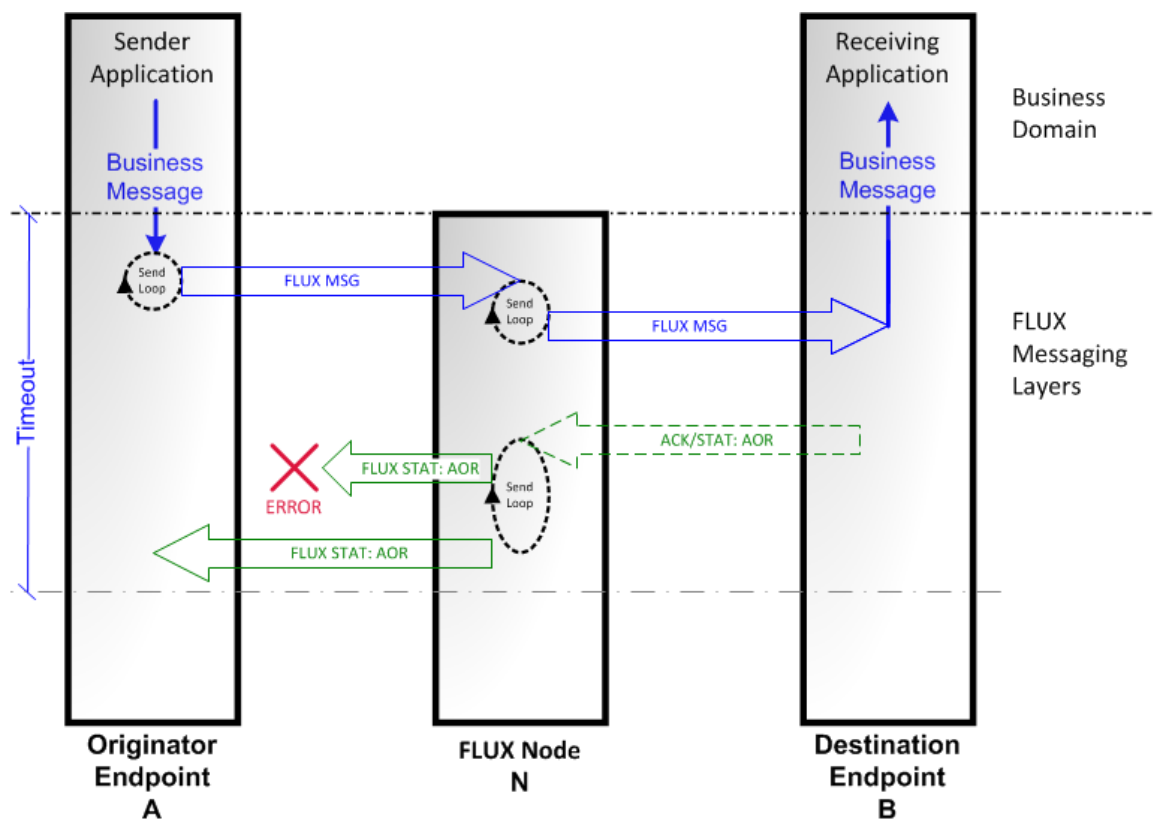 Sender
Application
Receiving
Application
Business
Domain
Business
Message
Business
Message
Send
Loop
FLUX MSG
Send
Loop
FLUX MSG
FLUX
Messaging
Layers
Timeout
ACK/STAT: AOR
FLUX STAT: AOR
Send
Loop
ERROR
FLUX STAT: AOR
Originator
Endpoint
A
FLUX Node
N
Destination
Endpoint
B